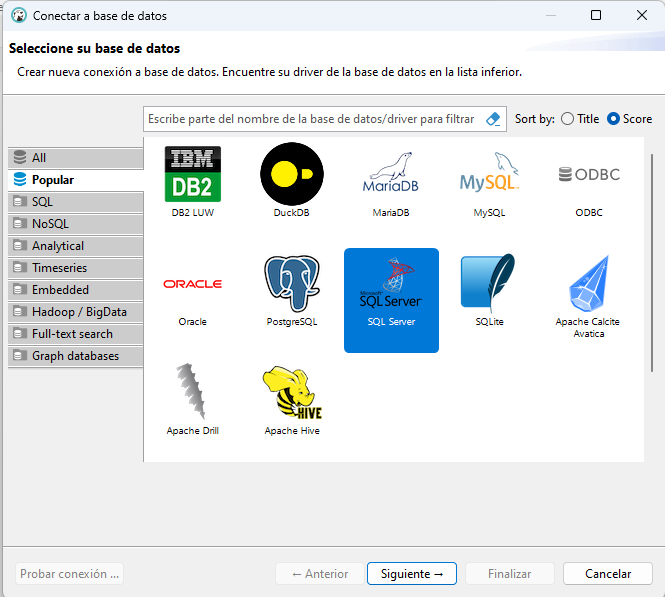 Conectar a base de datos
Seleccione su base de datos
Crear nueva conexión a base de datos. Encuentre su driver de la base de datos en la lista inferior.
Escribe parte del nombre de la base de datos/driver para filtrar
Sort by: Title Score
All
Popular
SQL
NoSQL
Analytical
Timeseries
Embedded
Hadoop / BigData
Full-text search
Graph databases
IBM
DB2
DB2 LUW
DuckDB
MariaDB
MariaDB
MySQL
MySQL
ODBC
ODBC
ORACLE
Oracle
PostgreSQL
Microsoft
SQL Server
SQL Server
SQLite
Apache Calcite
Avatica
Apache Drill
HIVE
Apache Hive
Probar conexión ...
← Anterior
Siguiente →
Finalizar
Cancelar